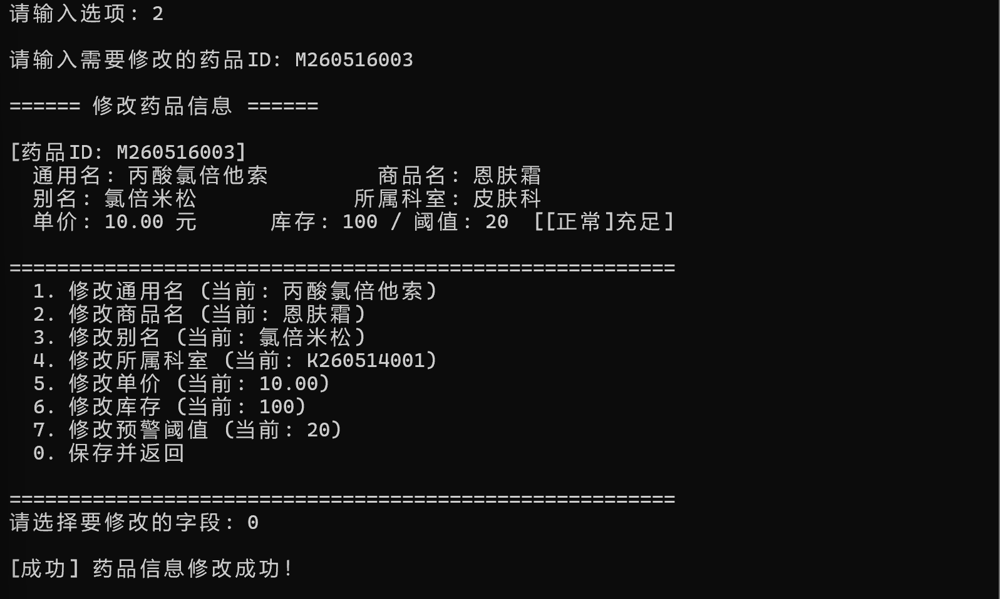 请输入选项: 2
请输入需要修改的药品ID: M260516003
====== 修改药品信息 ======
[药品ID: M260516003]
通用名: 丙酸氯倍他索 商品名: 恩肤霜
别名: 氯倍米松 所属科室: 皮肤科
单价: 10.00 元 库存: 100 / 阈值: 20 [[正常]充足]
========================================================
1. 修改通用名 (当前: 丙酸氯倍他索)
2. 修改商品名 (当前: 恩肤霜)
3. 修改别名 (当前: 氯倍米松)
4. 修改所属科室 (当前: K260514001)
5. 修改单价 (当前: 10.00)
6. 修改库存 (当前: 100)
7. 修改预警阈值 (当前: 20)
0. 保存并返回
========================================================
请选择要修改的字段: 0
[成功] 药品信息修改成功!